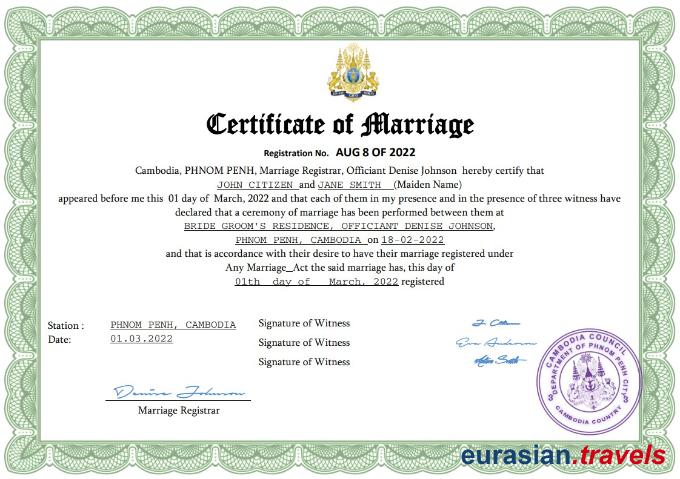 Certificate of Marriage
Registration No. AUG 8 OF 2022
Cambodia, PHNOM PENH, Marriage Registrar, Officiant Denise Johnson hereby certify that
JOHN CITIZEN and JANE SMITH (Maiden Name)
appeared before me this 01 day of March, 2022 and that each of them in my presence and in the presence of three witness have
declared that a ceremony of marriage has been performed between them at
BRIDE GROOM'S RESIDENCE, OFFICIANT DENISE JOHNSON,
PHNOM PENH, CAMBODIA on 18-02-2022
and that is accordance with their desire to have their marriage registered under
Any Marriage_Act the said marriage has, this day of
01th day of March, 2022 registered
Station : PHNOM PENH, CAMBODIA
Date: 01.03.2022
Signature of Witness
Signature of Witness
Eva Anderson
Signature of Witness
Denise Johnson
Marriage Registrar
CAMBODIA COUNCIL
DEPARTMENT OF PHNOM PENH CITY
CAMBODIA COUNTRY
eurasian.travels